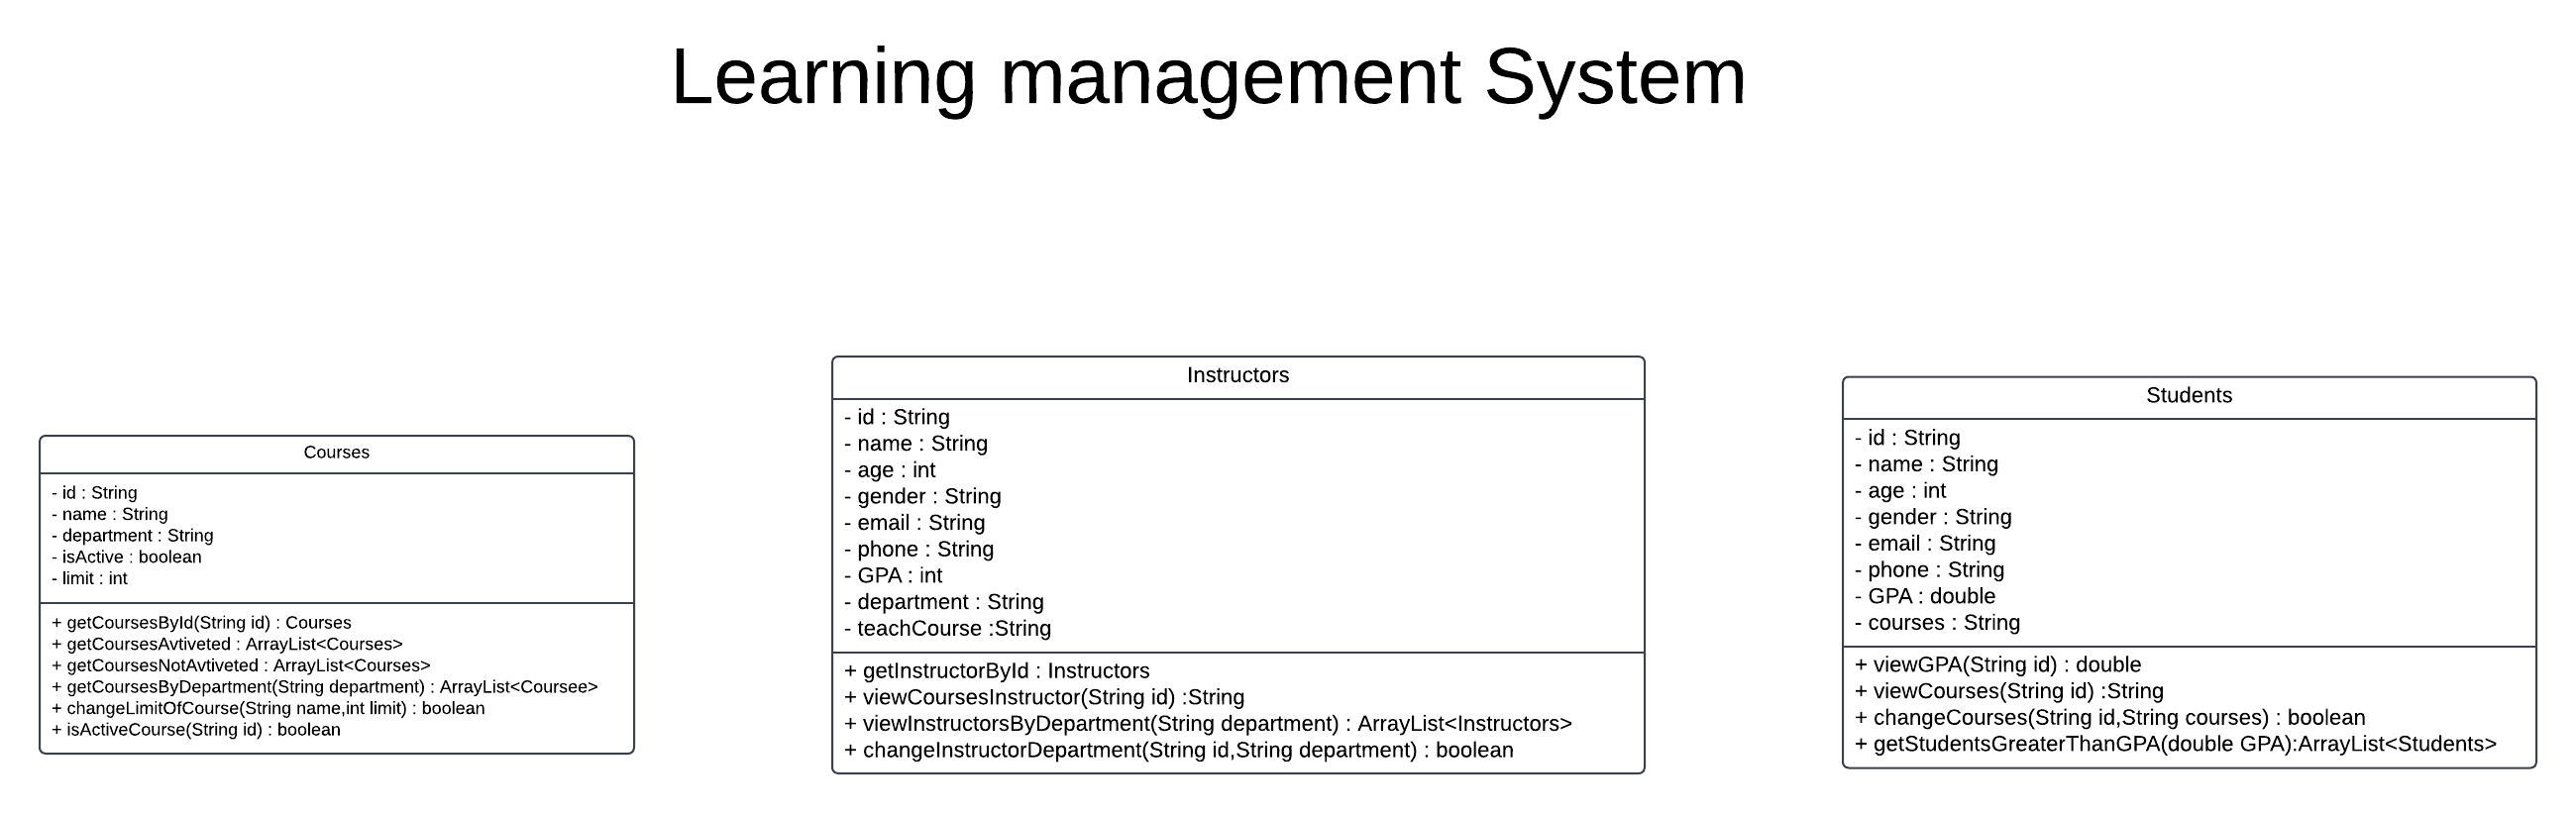 Learning management System
Courses
- id : String
- name : String
- department : String
- isActive : boolean
- limit : int
+ getCoursesById(String id) : Courses
+ getCoursesAvtiveted : ArrayList<Courses>
+ getCoursesNotAvtiveted : ArrayList<Courses>
+ getCoursesByDepartment(String department) : ArrayList<Coursee>
+ changeLimitOfCourse(String name,int limit) : boolean
+ isActiveCourse(String id) : boolean
Instructors
- id : String
- name : String
- age : int
- gender : String
- email : String
- phone : String
- GPA : int
- department : String
- teachCourse :String
+ getInstructorById : Instructors
+ viewCoursesInstructor(String id) :String
+ viewInstructorsByDepartment(String department) : ArrayList<Instructors>
+ changeInstructorDepartment(String id,String department) : boolean
Students
- id : String
- name : String
- age : int
- gender : String
- email : String
- phone : String
- GPA : double
- courses : String
+ viewGPA(String id) : double
+ viewCourses(String id) :String
+ changeCourses(String id,String courses) : boolean
+ getStudentsGreaterThanGPA(double GPA):ArrayList<Students>